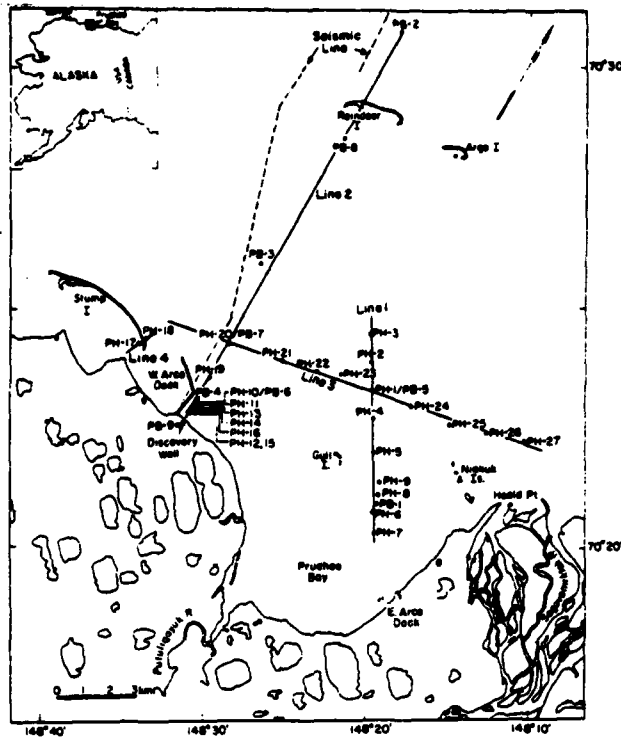 ALASKA
Seismic
Line
PB-2
70°30
Reindeer
I
PB-8
Argo I
Line 2
PB-3
Stump
I
Line 1
PH-3
PH-18
PH-17
PH-20/PB-7
PH-2
Line 4
PH-21
PH-22
PH-19
PH-23
W. Arco
Dock
Line 3
PB-4
PH-10/PB-6
PH-1/PB-5
PH-11
PH-24
PH-13
PH-4
PH-14
PH-25
PB-9
PH-16
PH-26
Discovery
Well
PH-12,15
PH-27
PH-5
Gull
I
Niakuk
Is.
PH-9
PH-8
PB-1
Heald Pt
PH-6
PH-7
70°20
Prudhoe
Bay
E. Arco
Dock
Putuligayuk R
0 1 2 3km
148°40'
148°30
148°20
148°10'